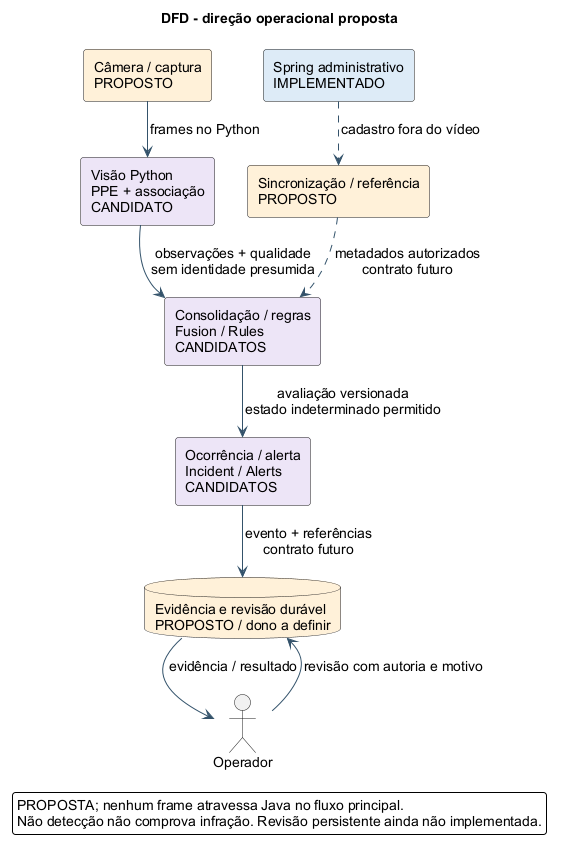 DFD - direção operacional proposta
Câmera / captura
PROPOSTO
Spring administrativo
IMPLEMENTADO
frames no Python
cadastro fora do vídeo
Visão Python
PPE + associação
CANDIDATO
Sincronização / referência
PROPOSTO
observações + qualidade
sem identidade presumida
metadados autorizados
contrato futuro
Consolidação / regras
Fusion / Rules
CANDIDATOS
avaliação versionada
estado indeterminado permitido
Ocorrência / alerta
Incident / Alerts
CANDIDATOS
evento + referências
contrato futuro
Evidência e revisão durável
PROPOSTO / dono a definir
evidência / resultado
revisão com autoria e motivo
Operador
PROPOSTA; nenhum frame atravessa Java no fluxo principal.
Não detecção não comprova infração. Revisão persistente ainda não implementada.